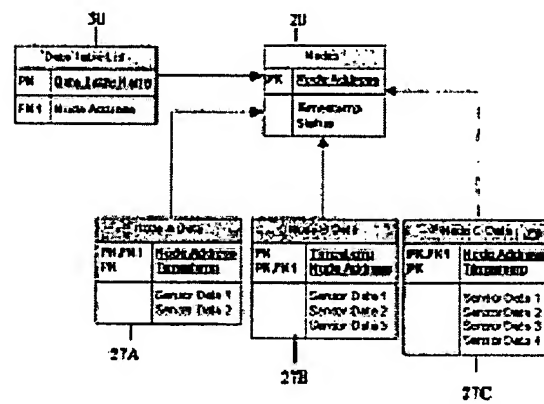 30
20
Data Table List
Nodes
PK Data Table Name
PK Node Address
FK1 Node Address
Timestamp
Status
Node A Data
Node B Data
Node C Data
PK,FK1 Node Address
PK Timestamp
PK Timestamp
PK,FK1 Node Address
PK,FK1 Node Address
PK Timestamp
Sensor Data 1
Sensor Data 2
Sensor Data 1
Sensor Data 2
Sensor Data 3
Sensor Data 1
Sensor Data 2
Sensor Data 3
Sensor Data 4
27A
27B
27C